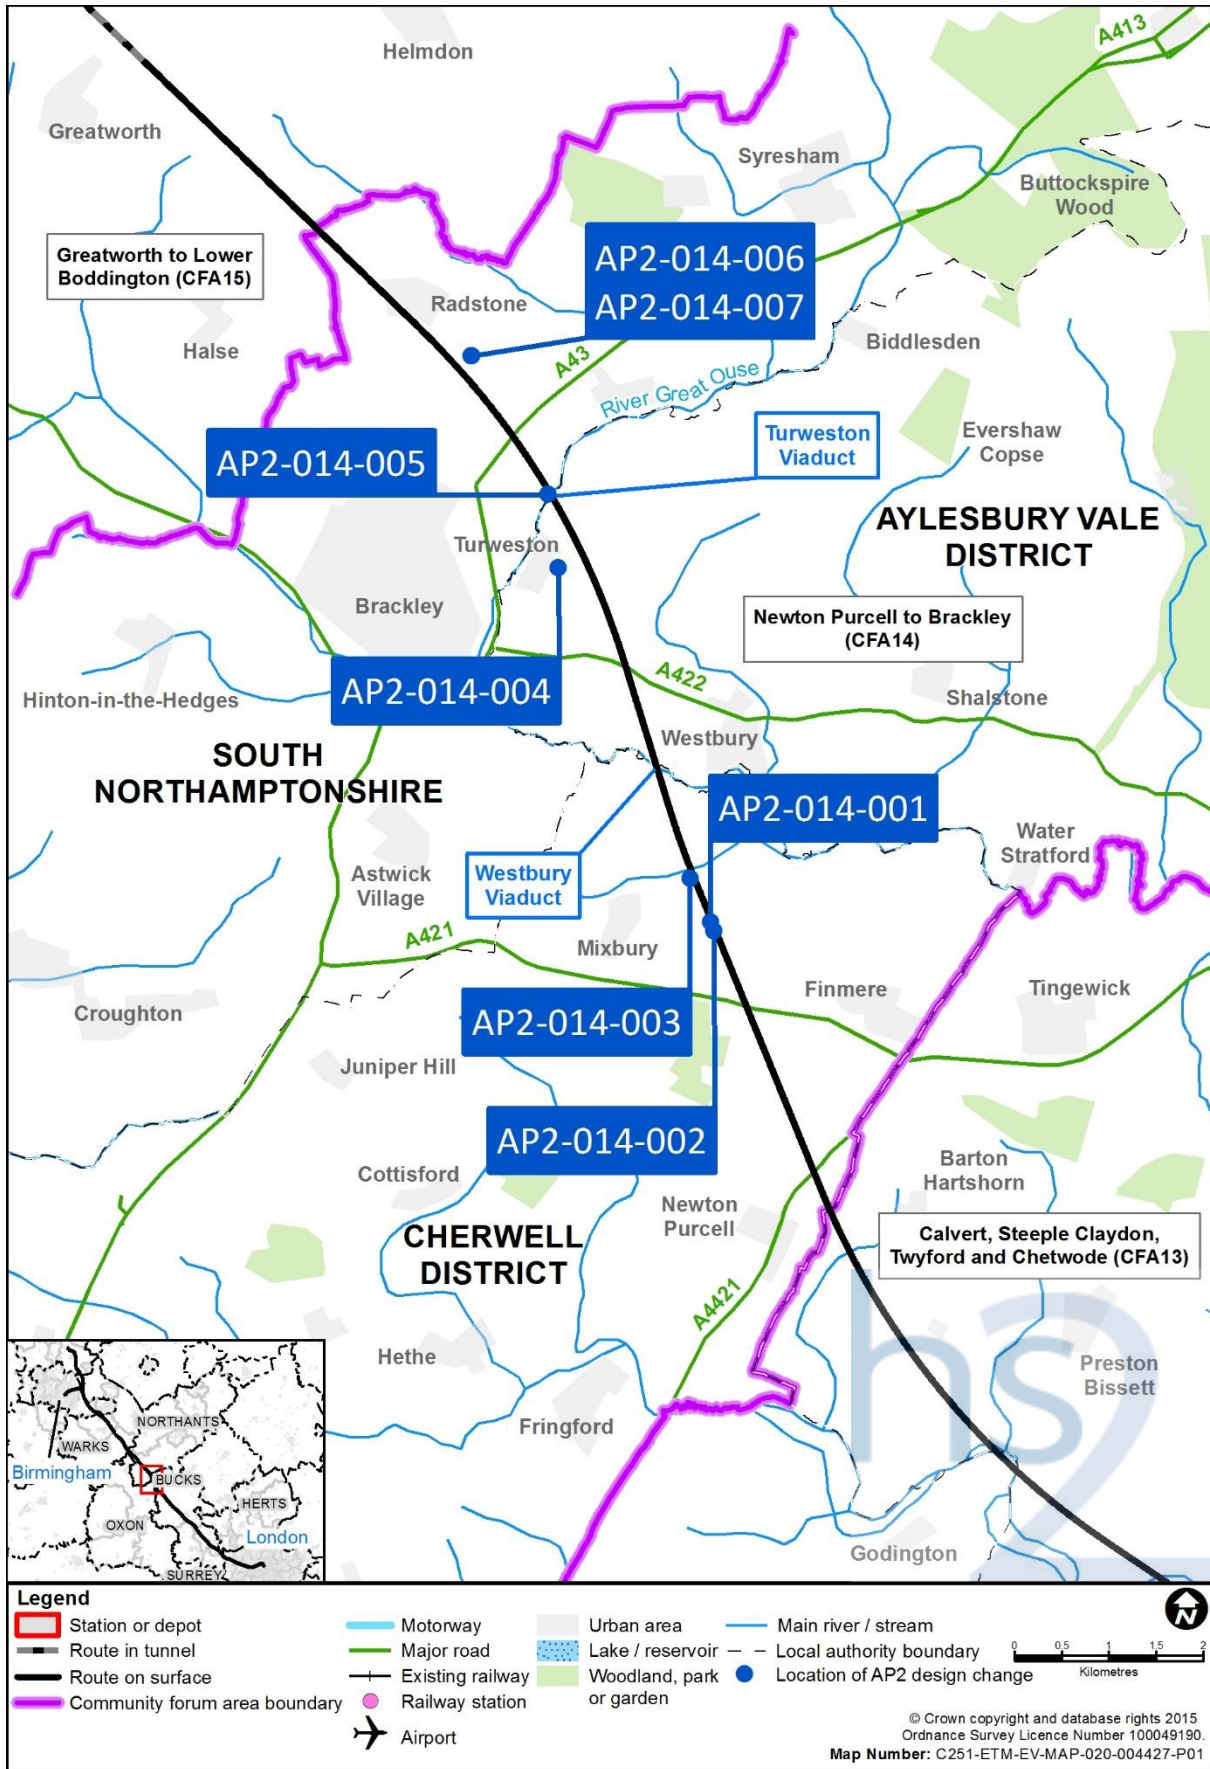 Helmdon
A413
Greatworth
Syresham
Buttockspire
Wood
Greatworth to Lower
Boddington (CFA15)
AP2-014-006
AP2-014-007
Radstone
Halse
A43
Biddlesden
River Great Ouse
Turweston
Viaduct
Evershaw
Copse
AP2-014-005
AYLESBURY VALE
DISTRICT
Turweston
Brackley
Newton Purcell to Brackley
(CFA14)
A422
AP2-014-004
Hinton-in-the-Hedges
Shalstone
Westbury
SOUTH
NORTHAMPTONSHIRE
AP2-014-001
Water
Stratford
Westbury
Viaduct
Astwick
Village
A421
Mixbury
Finmere
Tingewick
Croughton
AP2-014-003
Juniper Hill
AP2-014-002
Cottisford
Barton
Hartshorn
Newton
Purcell
CHERWELL
DISTRICT
Calvert, Steeple Claydon,
Twyford and Chetwode (CFA13)
A4421
hs2
Hethe
Preston
Bissett
Fringford
Godington
NORTHANTS
WARKS
Birmingham
BUCKS
HERTS
OXON
London
SURREY
Legend
Station or depot
Route in tunnel
Route on surface
Community forum area boundary
Motorway
Major road
Existing railway
Railway station
Airport
Urban area
Lake / reservoir
Woodland, park
or garden
Main river / stream
Local authority boundary
Location of AP2 design change
N
0 0.5 1 1.5 2
Kilometres
© Crown copyright and database rights 2015
Ordnance Survey Licence Number 100049190.
Map Number: C251-ETM-EV-MAP-020-004427-P01